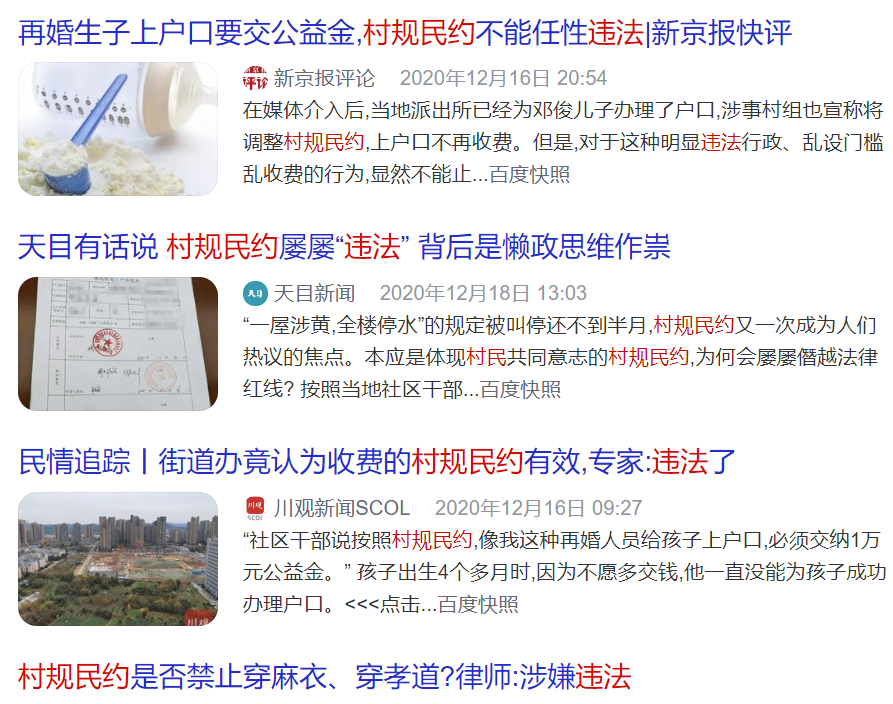 再婚生子上户口要交公益金,村规民约不能任性违法|新京报快评
评论 新京报评论 2020年12月16日 20:54
在媒体介入后,当地派出所已经为邓俊儿子办理了户口,涉事村组也宣称将
调整村规民约,上户口不再收费。但是,对于这种明显违法行政、乱设门槛
乱收费的行为,显然不能止...百度快照
天目有话说 村规民约屡屡“违法” 背后是懒政思维作祟
天目 天目新闻 2020年12月18日 13:03
“一屋涉黄,全楼停水”的规定被叫停还不到半月,村规民约又一次成为人们
热议的焦点。本应是体现村民共同意志的村规民约,为何会屡屡僭越法律
红线? 按照当地社区干部...百度快照
民情追踪丨街道办竟认为收费的村规民约有效,专家:违法了
川观 SCOL 川观新闻SCOL 2020年12月16日 09:27
“社区干部说按照村规民约,像我这种再婚人员给孩子上户口,必须交纳1万
元公益金。” 孩子出生4个多月时,因为不愿多交钱,他一直没能为孩子成功
办理户口。<<<点击...百度快照
川观
村规民约是否禁止穿麻衣、穿孝道?律师:涉嫌违法